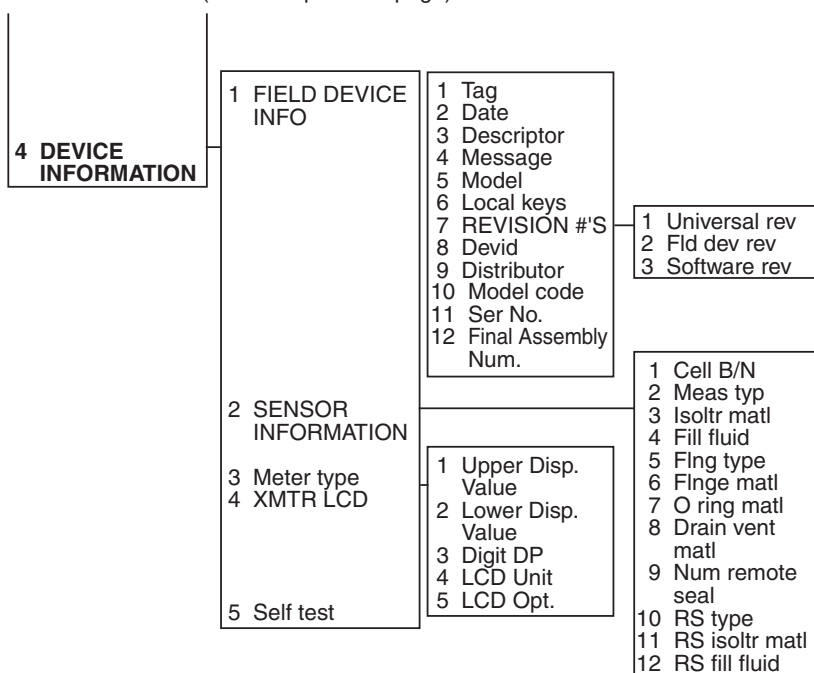 4 DEVICE
INFORMATION
1 FIELD DEVICE
INFO
2 SENSOR
INFORMATION
3 Meter type
4 XMTR LCD
5 Self test
1 Tag
2 Date
3 Descriptor
4 Message
5 Model
6 Local keys
7 REVISION #'S
8 Devid
9 Distributor
10 Model code
11 Ser No.
12 Final Assembly
Num.
1 Universal rev
2 Fld dev rev
3 Software rev
1 Upper Disp.
Value
2 Lower Disp.
Value
3 Digit DP
4 LCD Unit
5 LCD Opt.
1 Cell B/N
2 Meas typ
3 Isoltr matl
4 Fill fluid
5 Flng type
6 Flnge matl
7 O ring matl
8 Drain vent
matl
9 Num remote
seal
10 RS type
11 RS isoltr matl
12 RS fill fluid